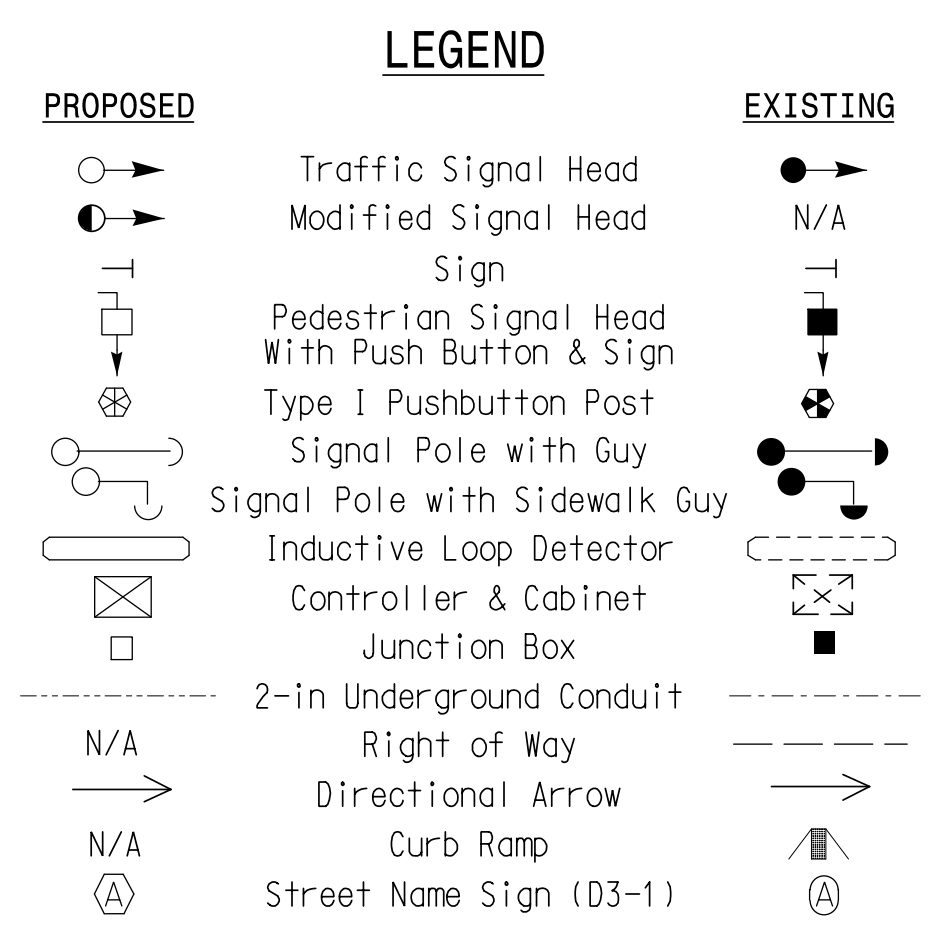 LEGEND
PROPOSED EXISTING
Traffic Signal Head
Modified Signal Head N/A
Sign
Pedestrian Signal Head
With Push Button & Sign
Type I Pushbutton Post
Signal Pole with Guy
Signal Pole with Sidewalk Guy
Inductive Loop Detector
Controller & Cabinet
Junction Box
2-in Underground Conduit
N/A Right of Way
Directional Arrow
N/A Curb Ramp
A Street Name Sign (D3-1) A